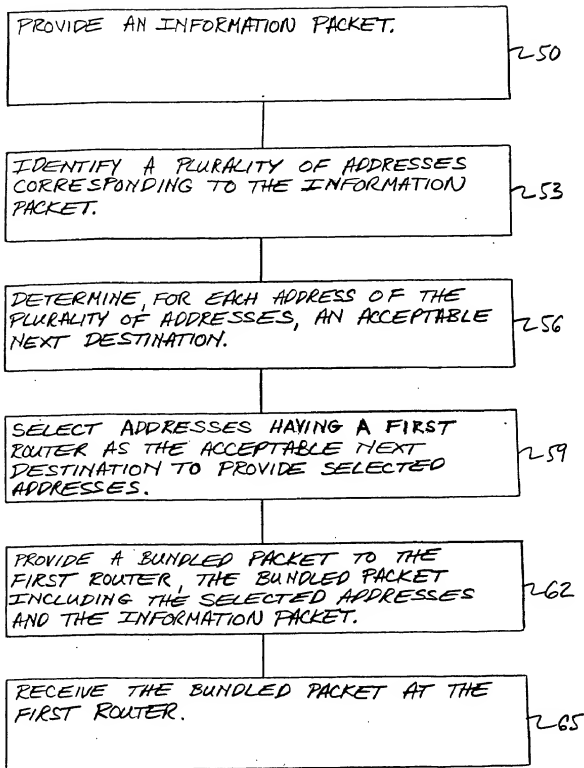 PROVIDE AN INFORMATION PACKET.
50
IDENTIFY A PLURALITY OF ADDRESSES
CORRESPONDING TO THE INFORMATION
PACKET.
53
DETERMINE, FOR EACH ADDRESS OF THE
PLURALITY OF ADDRESSES, AN ACCEPTABLE
NEXT DESTINATION.
56
SELECT ADDRESSES HAVING A FIRST
ROUTER AS THE ACCEPTABLE NEXT
DESTINATION TO PROVIDE SELECTED
ADDRESSES.
59
PROVIDE A BUNDLED PACKET TO THE
FIRST ROUTER, THE BUNDLED PACKET
INCLUDING THE SELECTED ADDRESSES
AND THE INFORMATION PACKET.
62
RECEIVE THE BUNDLED PACKET AT THE
FIRST ROUTER.
65